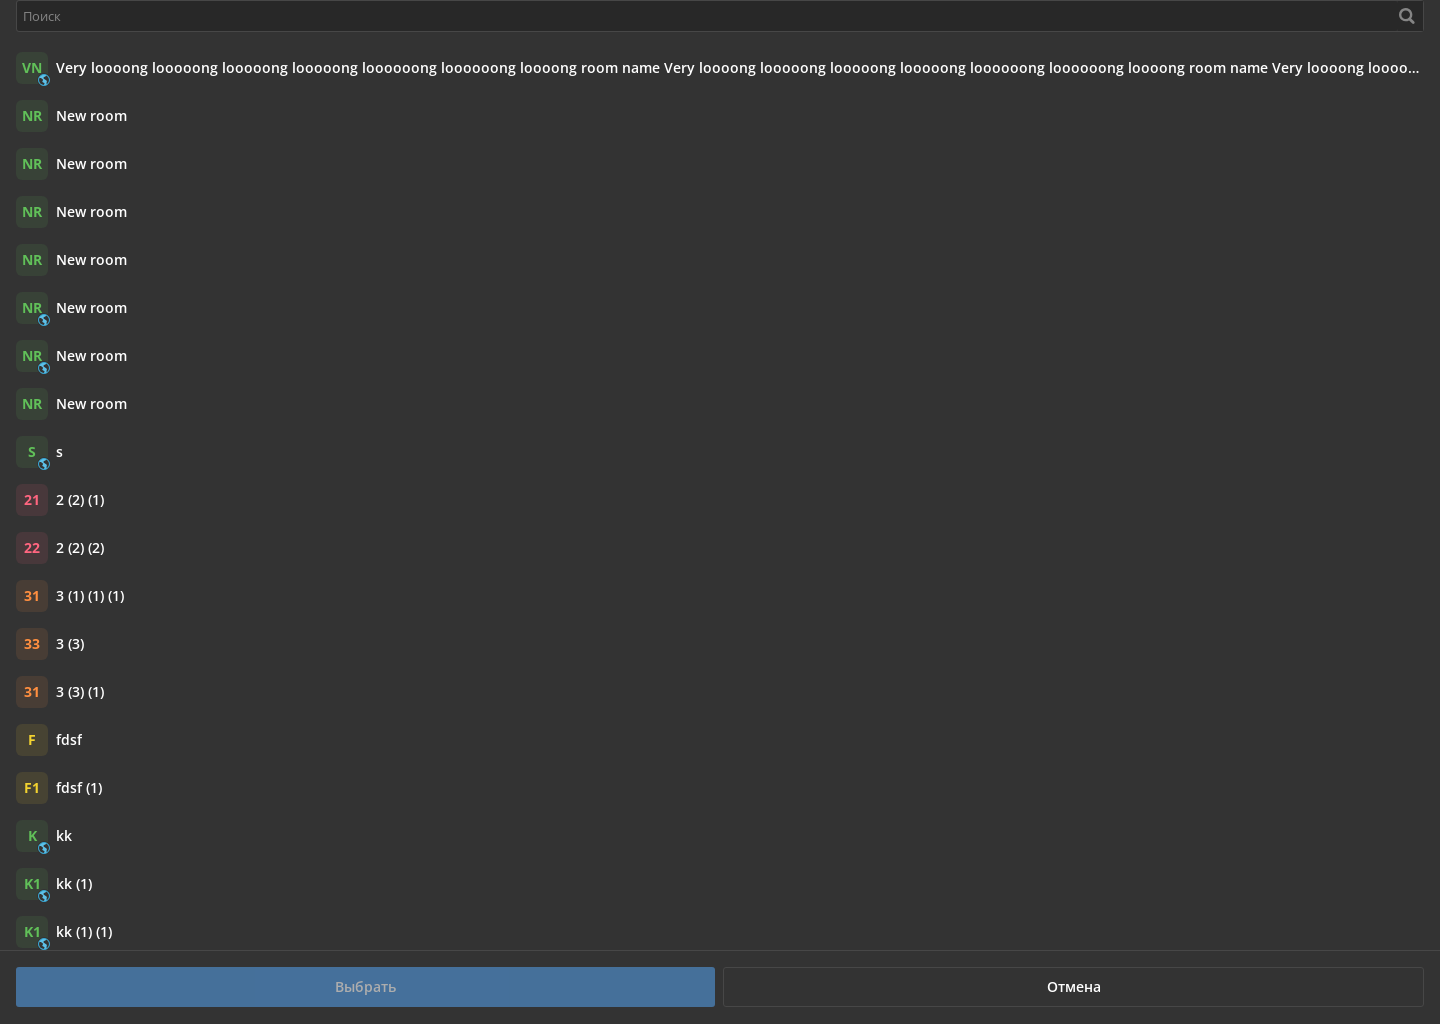 Поиск
VN Very loooong looooong looooong looooong loooooong loooooong loooong room name Very loooong looooong looooong looooong loooooong loooooong loooong room name Very loooong loooo...
NR New room
NR New room
NR New room
NR New room
NR New room
NR New room
NR New room
S s
21 2 (2) (1)
22 2 (2) (2)
31 3 (1) (1) (1)
33 3 (3)
31 3 (3) (1)
F fdsf
F1 fdsf (1)
K kk
K1 kk (1)
K1 kk (1) (1)
Выбрать Отмена